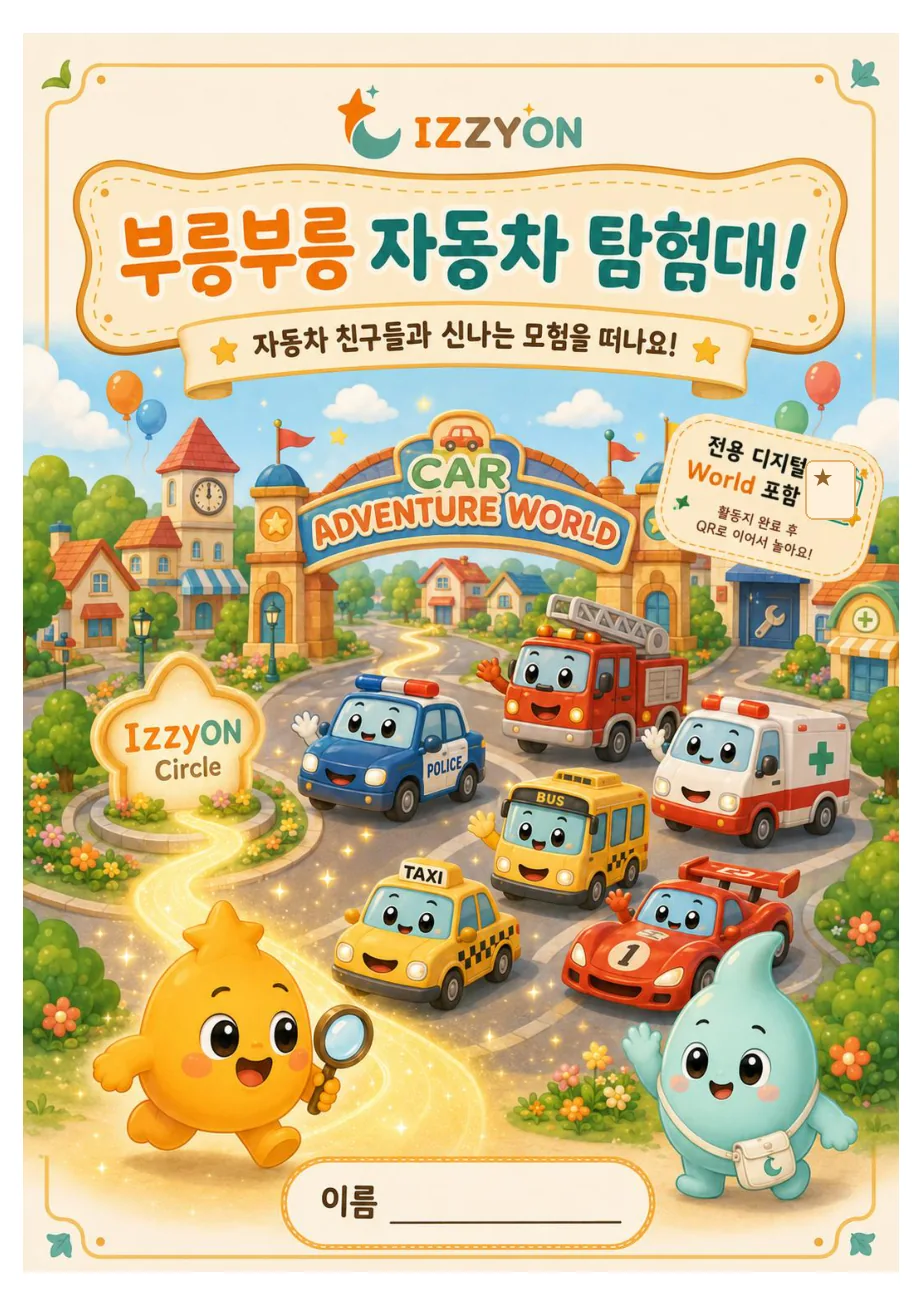 IZZYON
부릉부릉 자동차 탐험대!
자동차 친구들과 신나는 모험을 떠나요!
CAR
ADVENTURE WORLD
전용 디지털
World 포함
활동지 완료 후
QR로 이어서 놀아요!
IzzyON
Circle
POLICE
BUS
TAXI
1
이름